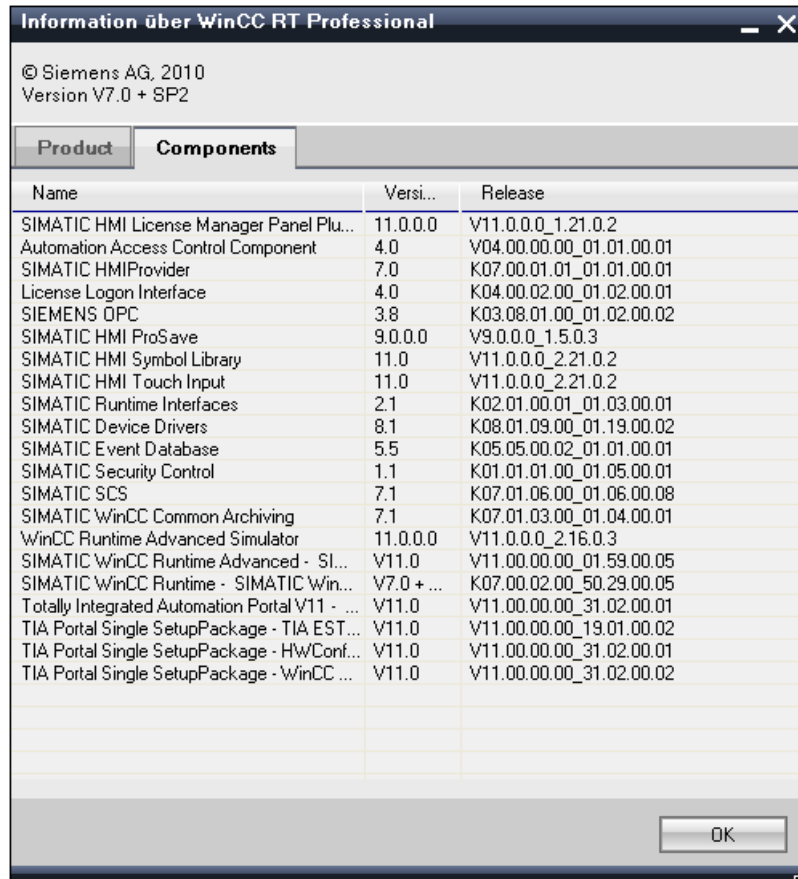 Information über WinCC RT Professional
© Siemens AG, 2010
Version V7.0 + SP2
Product Components
Name Versi... Release
SIMATIC HMI License Manager Panel Plu... 11.0.0.0 V11.0.0.0_1.21.0.2
Automation Access Control Component 4.0 V04.00.00.00_01.01.00.01
SIMATIC HMIProvider 7.0 K07.00.01.01_01.01.00.01
License Logon Interface 4.0 K04.00.02.00_01.02.00.01
SIEMENS OPC 3.8 K03.08.01.00_01.02.00.02
SIMATIC HMI ProSave 9.0.0.0 V9.0.0.0_1.5.0.3
SIMATIC HMI Symbol Library 11.0 V11.0.0.0_2.21.0.2
SIMATIC HMI Touch Input 11.0 V11.0.0.0_2.21.0.2
SIMATIC Runtime Interfaces 2.1 K02.01.00.01_01.03.00.01
SIMATIC Device Drivers 8.1 K08.01.09.00_01.19.00.02
SIMATIC Event Database 5.5 K05.05.00.02_01.01.00.01
SIMATIC Security Control 1.1 K01.01.01.00_01.05.00.01
SIMATIC SCS 7.1 K07.01.06.00_01.06.00.08
SIMATIC WinCC Common Archiving 7.1 K07.01.03.00_01.04.00.01
WinCC Runtime Advanced Simulator 11.0.0.0 V11.0.0.0_2.16.0.3
SIMATIC WinCC Runtime Advanced - SI... V11.0 V11.00.00.00_01.59.00.05
SIMATIC WinCC Runtime - SIMATIC Win... V7.0 + ... K07.00.02.00_50.29.00.05
Totally Integrated Automation Portal V11 - ... V11.0 V11.00.00.00_31.02.00.01
TIA Portal Single SetupPackage - TIA EST... V11.0 V11.00.00.00_19.01.00.02
TIA Portal Single SetupPackage - HWConf... V11.0 V11.00.00.00_31.02.00.01
TIA Portal Single SetupPackage - WinCC ... V11.0 V11.00.00.00_31.02.00.02
OK